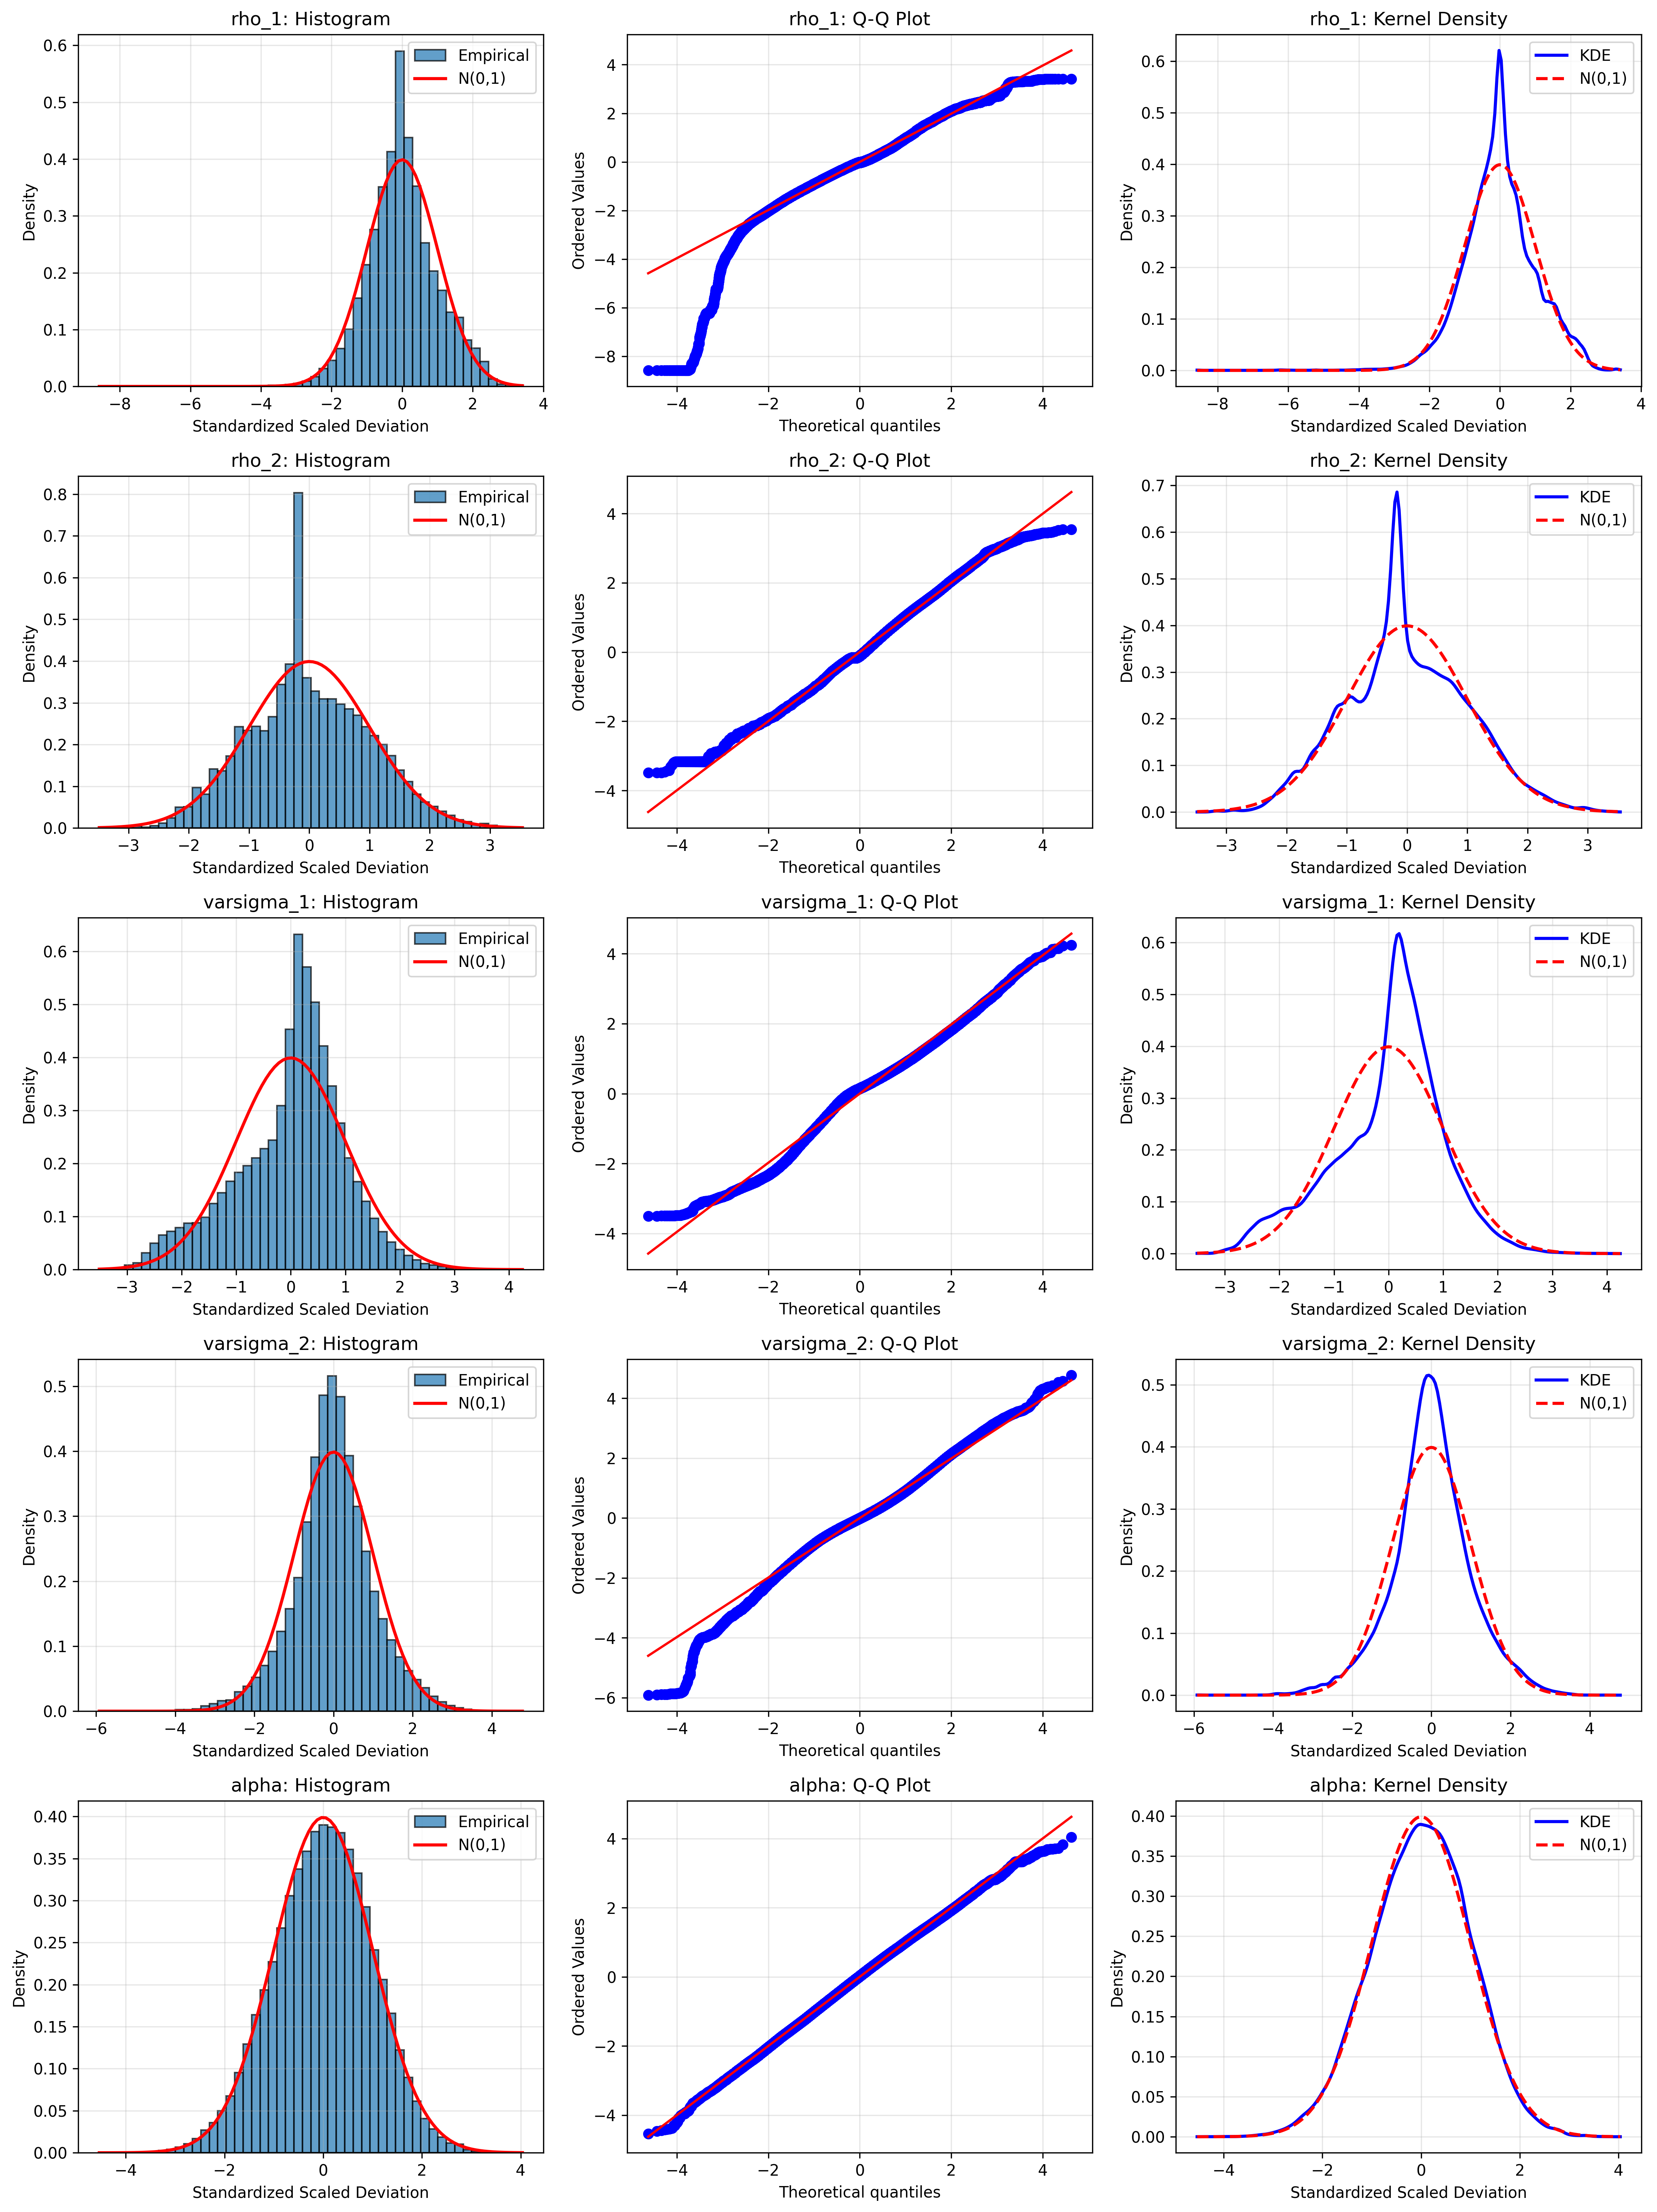 rho_1: Histogram
Density
0.0
0.1
0.2
0.3
0.4
0.5
0.6
−8
−6
−4
−2
0
2
4
Standardized Scaled Deviation
Empirical
N(0,1)
rho_1: Q-Q Plot
Ordered Values
−8
−6
−4
−2
0
2
4
−4
−2
0
2
4
Theoretical quantiles
rho_1: Kernel Density
Density
0.0
0.1
0.2
0.3
0.4
0.5
0.6
−8
−6
−4
−2
0
2
4
Standardized Scaled Deviation
KDE
N(0,1)
rho_2: Histogram
Density
0.0
0.1
0.2
0.3
0.4
0.5
0.6
0.7
0.8
−3
−2
−1
0
1
2
3
Standardized Scaled Deviation
Empirical
N(0,1)
rho_2: Q-Q Plot
Ordered Values
−4
−2
0
2
4
−4
−2
0
2
4
Theoretical quantiles
rho_2: Kernel Density
Density
0.0
0.1
0.2
0.3
0.4
0.5
0.6
0.7
−3
−2
−1
0
1
2
3
Standardized Scaled Deviation
KDE
N(0,1)
varsigma_1: Histogram
Density
0.0
0.1
0.2
0.3
0.4
0.5
0.6
−3
−2
−1
0
1
2
3
4
Standardized Scaled Deviation
Empirical
N(0,1)
varsigma_1: Q-Q Plot
Ordered Values
−4
−2
0
2
4
−4
−2
0
2
4
Theoretical quantiles
varsigma_1: Kernel Density
Density
0.0
0.1
0.2
0.3
0.4
0.5
0.6
−3
−2
−1
0
1
2
3
4
Standardized Scaled Deviation
KDE
N(0,1)
varsigma_2: Histogram
Density
0.0
0.1
0.2
0.3
0.4
0.5
−6
−4
−2
0
2
4
Standardized Scaled Deviation
Empirical
N(0,1)
varsigma_2: Q-Q Plot
Ordered Values
−6
−4
−2
0
2
4
−4
−2
0
2
4
Theoretical quantiles
varsigma_2: Kernel Density
Density
0.0
0.1
0.2
0.3
0.4
0.5
−6
−4
−2
0
2
4
Standardized Scaled Deviation
KDE
N(0,1)
alpha: Histogram
Density
0.00
0.05
0.10
0.15
0.20
0.25
0.30
0.35
0.40
−4
−2
0
2
4
Standardized Scaled Deviation
Empirical
N(0,1)
alpha: Q-Q Plot
Ordered Values
−4
−2
0
2
4
−4
−2
0
2
4
Theoretical quantiles
alpha: Kernel Density
Density
0.00
0.05
0.10
0.15
0.20
0.25
0.30
0.35
0.40
−4
−2
0
2
4
Standardized Scaled Deviation
KDE
N(0,1)